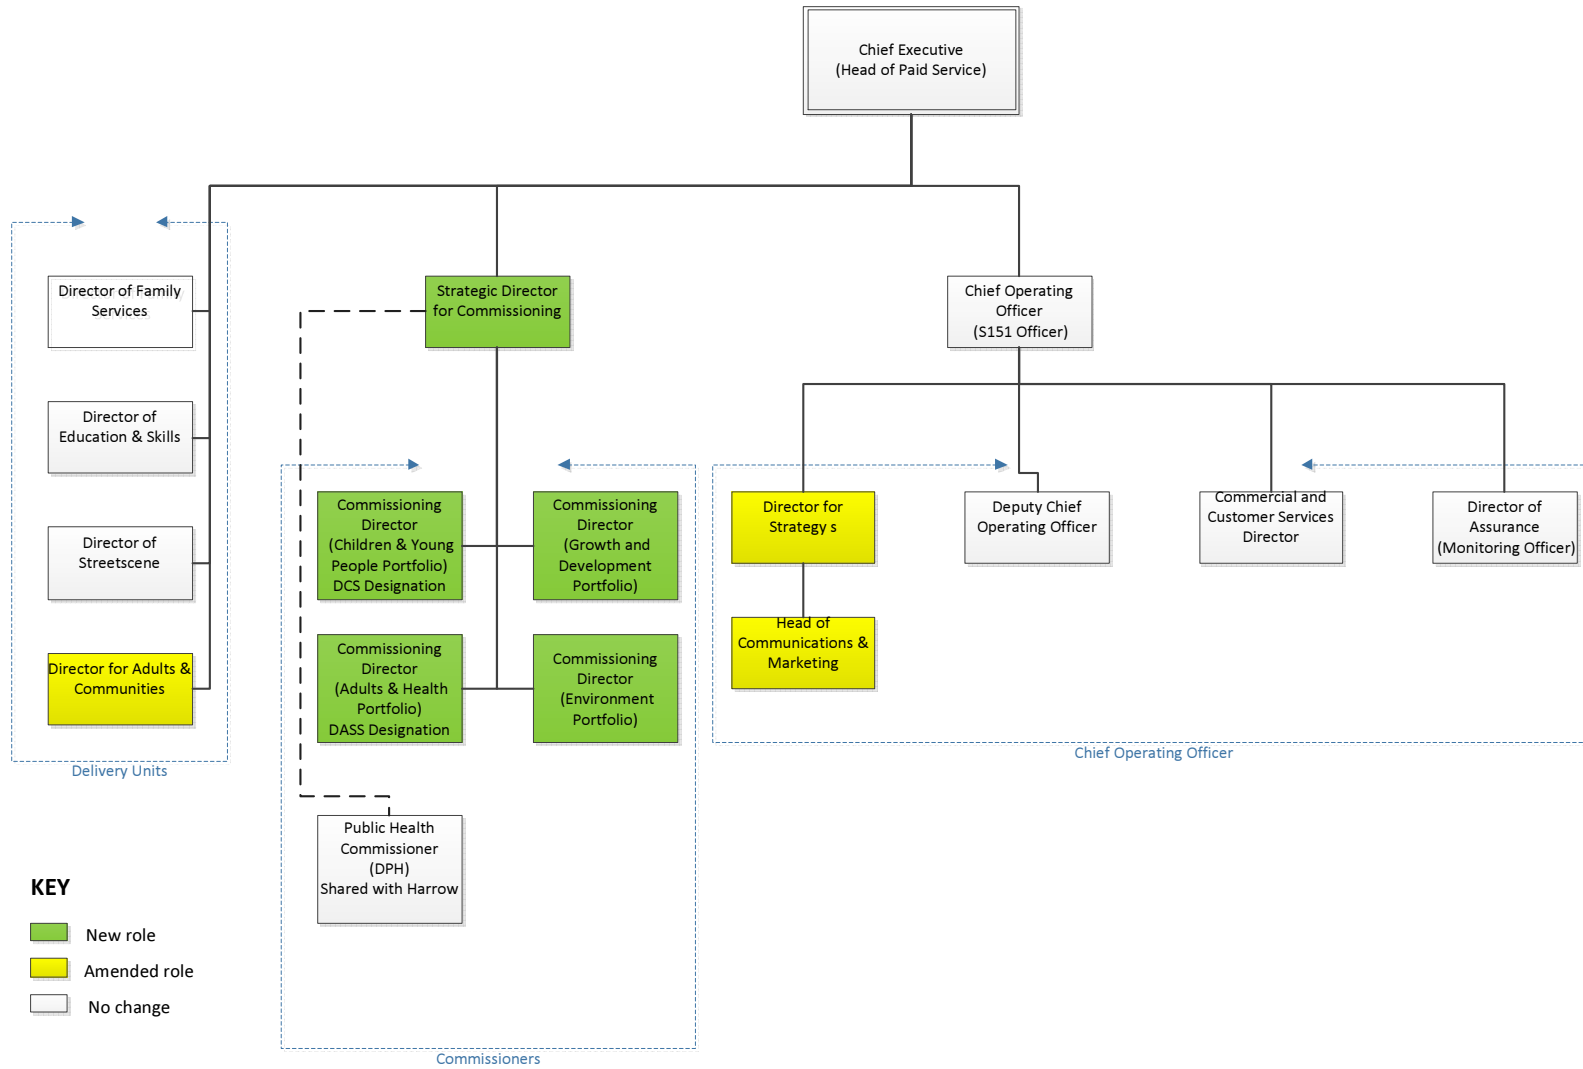 Chief Executive
(Head of Paid Service)
Director of Family
Services
Strategic Director
for Commissioning
Chief Operating
Officer
(S151 Officer)
Director of
Education & Skills
Director of
Streetscene
Director for Adults &
Communities
Delivery Units
Commissioning
Director
(Children & Young
People Portfolio)
DCS Designation
Commissioning
Director
(Growth and
Development
Portfolio)
Commissioning
Director
(Adults & Health
Portfolio)
DASS Designation
Commissioning
Director
(Environment
Portfolio)
Public Health
Commissioner
(DPH)
Shared with Harrow
Commissioners
Director for
Strategy s
Deputy Chief
Operating Officer
Commercial and
Customer Services
Director
Director of
Assurance
(Monitoring Officer)
Head of
Communications &
Marketing
Chief Operating Officer
KEY
New role
Amended role
No change